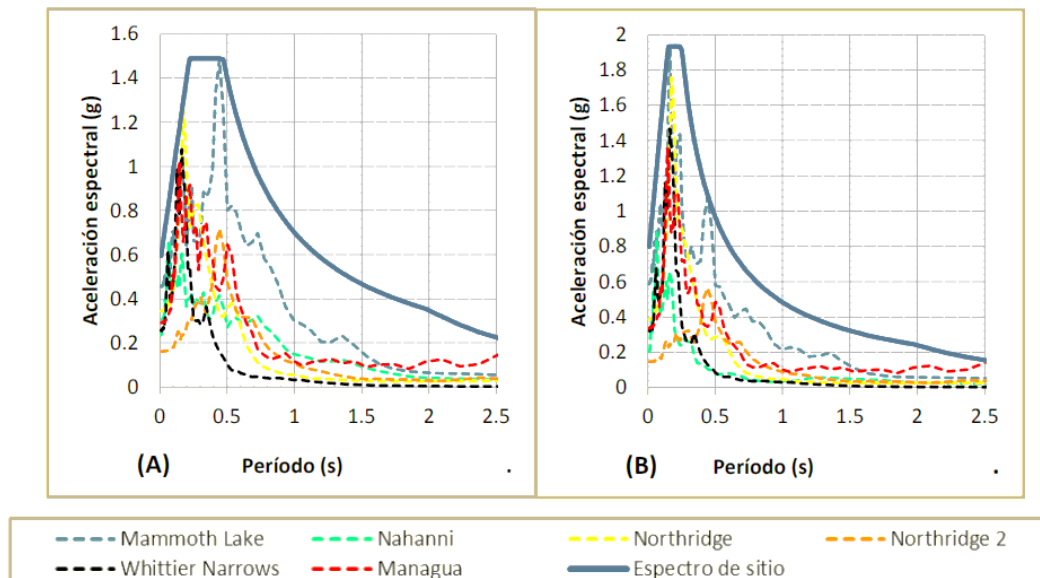 1.6
1.4
1.2
1
0.8
0.6
0.4
0.2
0
Aceleración espectral (g)
0 0.5 1 1.5 2 2.5
(A) Período (s) .
2
1.8
1.6
1.4
1.2
1
0.8
0.6
0.4
0.2
0
Aceleración espectral (g)
0 0.5 1 1.5 2 2.5
(B) Período (s) .
Mammoth Lake Nahanni Northridge Northridge 2
Whittier Narrows Managua Espectro de sitio